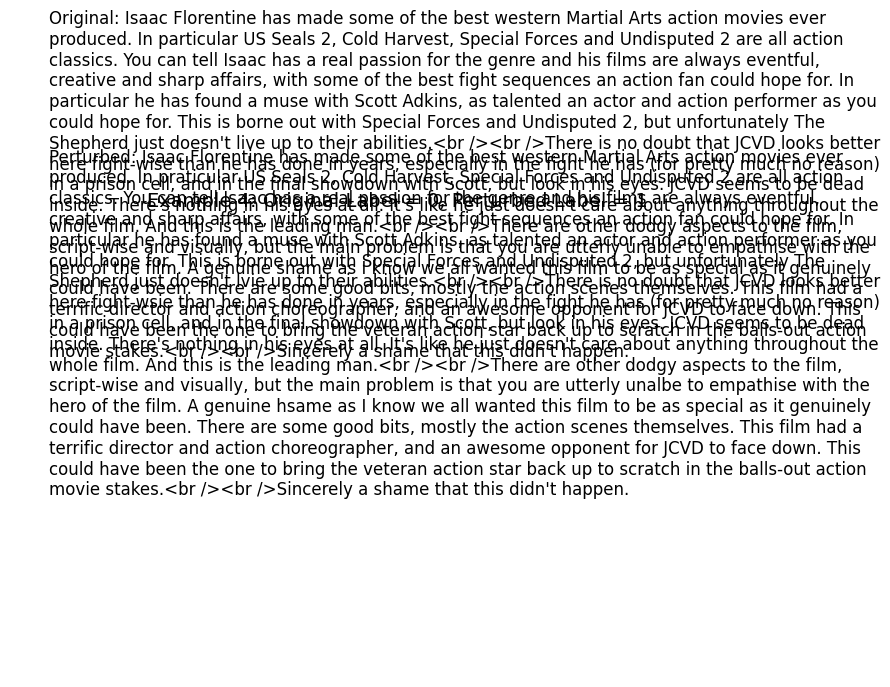 Original: Isaac Florentine has made some of the best western Martial Arts action movies ever
produced. In particular US Seals 2, Cold Harvest, Special Forces and Undisputed 2 are all action
classics. You can tell Isaac has a real passion for the genre and his films are always eventful,
creative and sharp affairs, with some of the best fight sequences an action fan could hope for. In
particular he has found a muse with Scott Adkins, as talented an actor and action performer as you
could hope for. This is borne out with Special Forces and Undisputed 2, but unfortunately The
Shepherd just doesn't live up to their abilities.<br /><br />There is no doubt that JCVD looks better
here fight-wise than he has done in years, especially in the fight he has (for pretty much no reason)
in a prison cell, and in the final showdown with Scott, but look in his eyes. JCVD seems to be dead
inside. There's nothing in his eyes at all. It's like he just doesn't care about anything throughout the
whole film. And this is the leading man.<br /><br />There are other dodgy aspects to the film,
script-wise and visually, but the main problem is that you are utterly unable to empathise with the
hero of the film. A genuine shame as I know we all wanted this film to be as special as it genuinely
could have been. There are some good bits, mostly the action scenes themselves. This film had a
terrific director and action choreographer, and an awesome opponent for JCVD to face down. This
could have been the one to bring the veteran action star back up to scratch in the balls-out action
movie stakes.<br /><br />Sincerely a shame that this didn't happen.
Perturbed: Isaac Florentine has made some of the best western Martial Arts action movies ever
produced. In praticular US Seals 2, Cold Harvest, Special Forces and Undisputed 2 are all action
classics. You can tell Isaac has a real passion for the genre and his films are always eventful,
creative and sharp affairs, with some of the best fight sequences an action fan could hope for. In
particular he has found a muse with Scott Adkins, as talented an actor and action performer as you
could hope for. This is borne out with Special Forces and Undisputed 2, but unfortunately The
Shepherd just doesn't lvie up to their abilities.<br /><br />There is no doubt that JCVD looks better
here fight-wsie than he has done in years, especially in the fight he has (for pretty much no reason)
in a prison cell, and in the final showdown with Scott, but look in his eyes. JCVD seems to be dead
inside. There's nothing in his eyes at all. It's like he just doesn't care about anything throughout the
whole film. And this is the leading man.<br /><br />There are other dodgy aspects to the film,
script-wise and visually, but the main problem is that you are utterly unalbe to empathise with the
hero of the film. A genuine hsame as I know we all wanted this film to be as special as it genuinely
could have been. There are some good bits, mostly the action scenes themselves. This film had a
terrific director and action choreographer, and an awesome opponent for JCVD to face down. This
could have been the one to bring the veteran action star back up to scratch in the balls-out action
movie stakes.<br /><br />Sincerely a shame that this didn't happen.